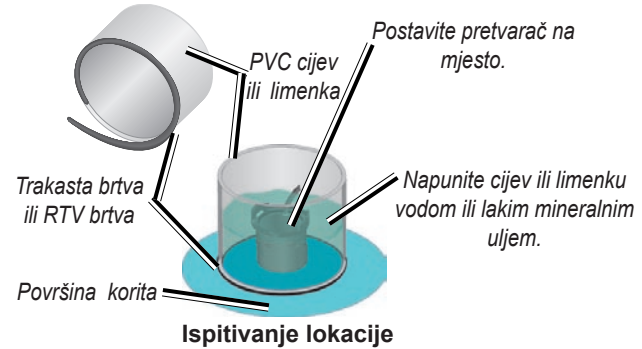 PVC cijev
ili  limenka
Postavite pretvarač na
mjesto.
Trakasta brtva
ili RTV brtva
Napunite cijev ili limenku
vodom ili lakim mineralnim
uljem.
Površina  korita
Ispitivanje lokacije